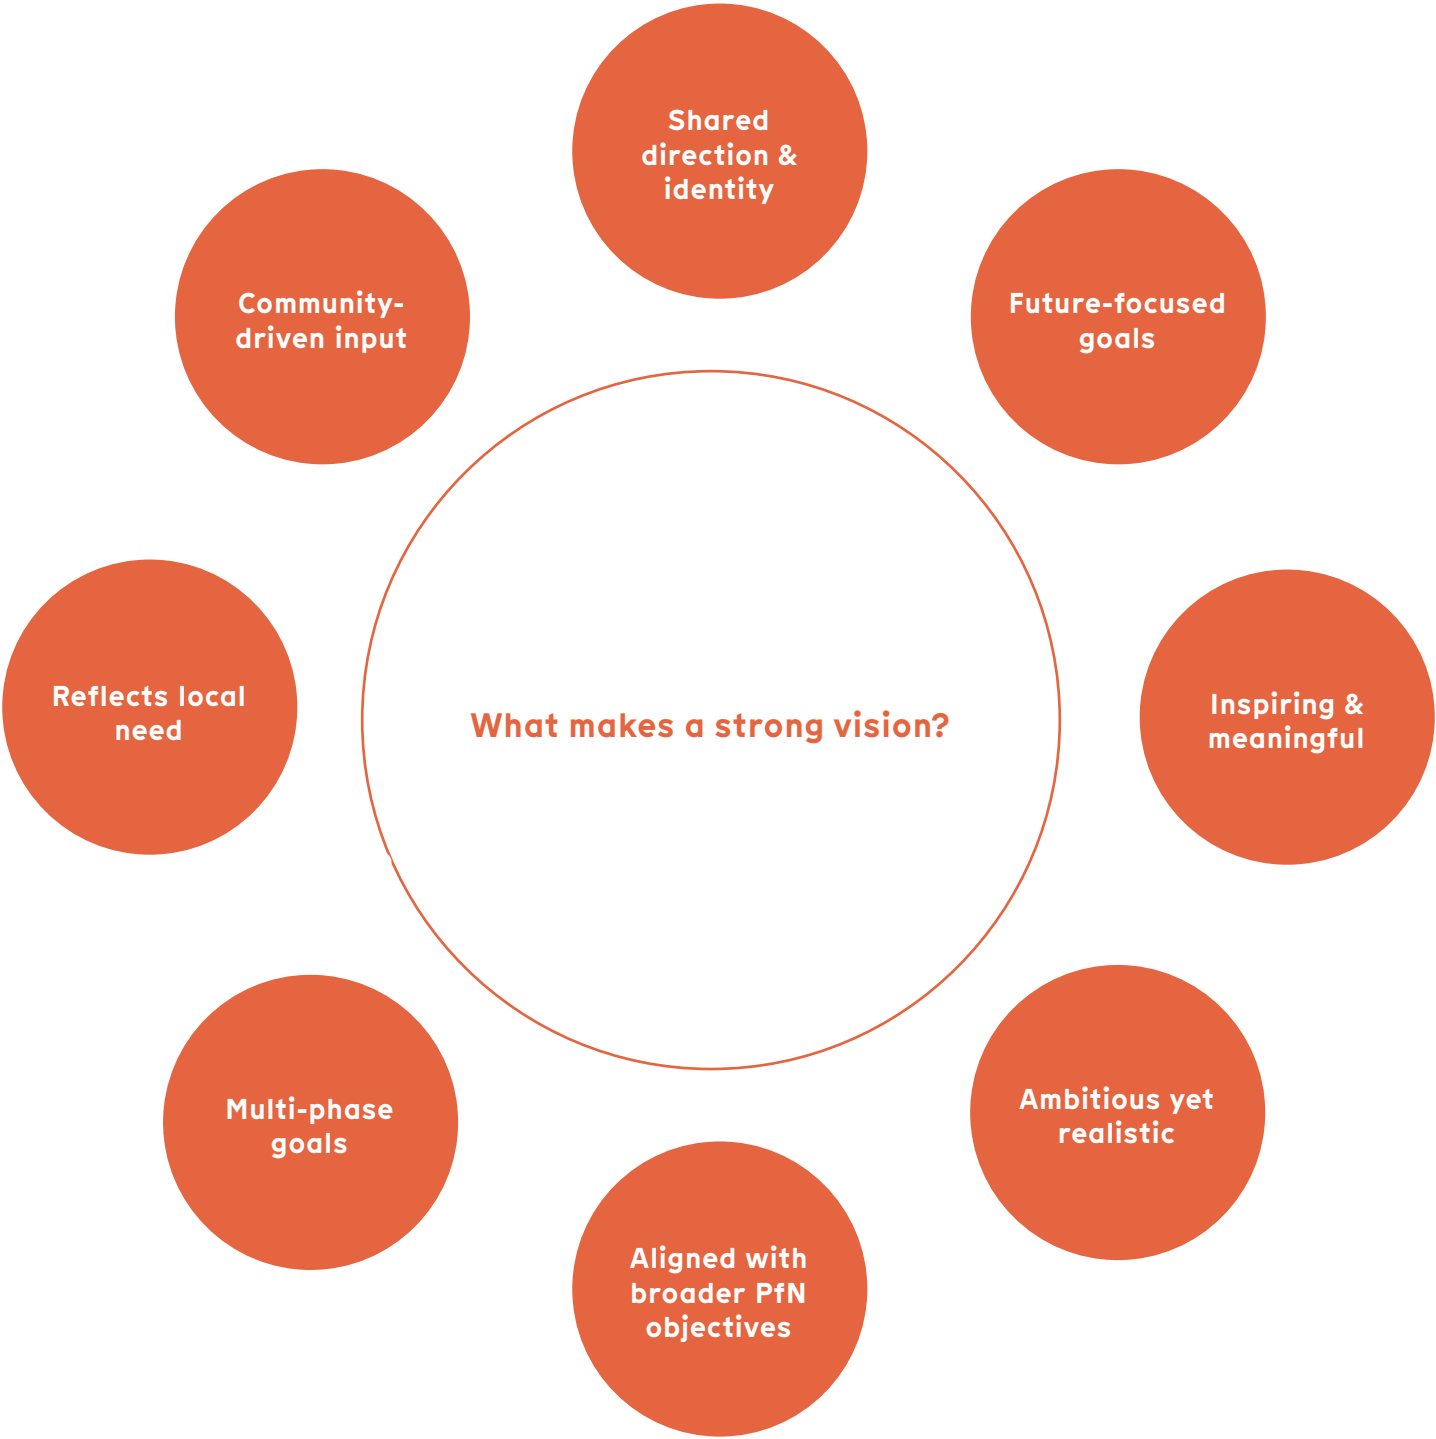 Shared
direction &
identity
Community-
driven input
Future-focused
goals
Reflects local
need
What makes a strong vision?
Inspiring &
meaningful
Multi-phase
goals
Ambitious yet
realistic
Aligned with
broader PfN
objectives